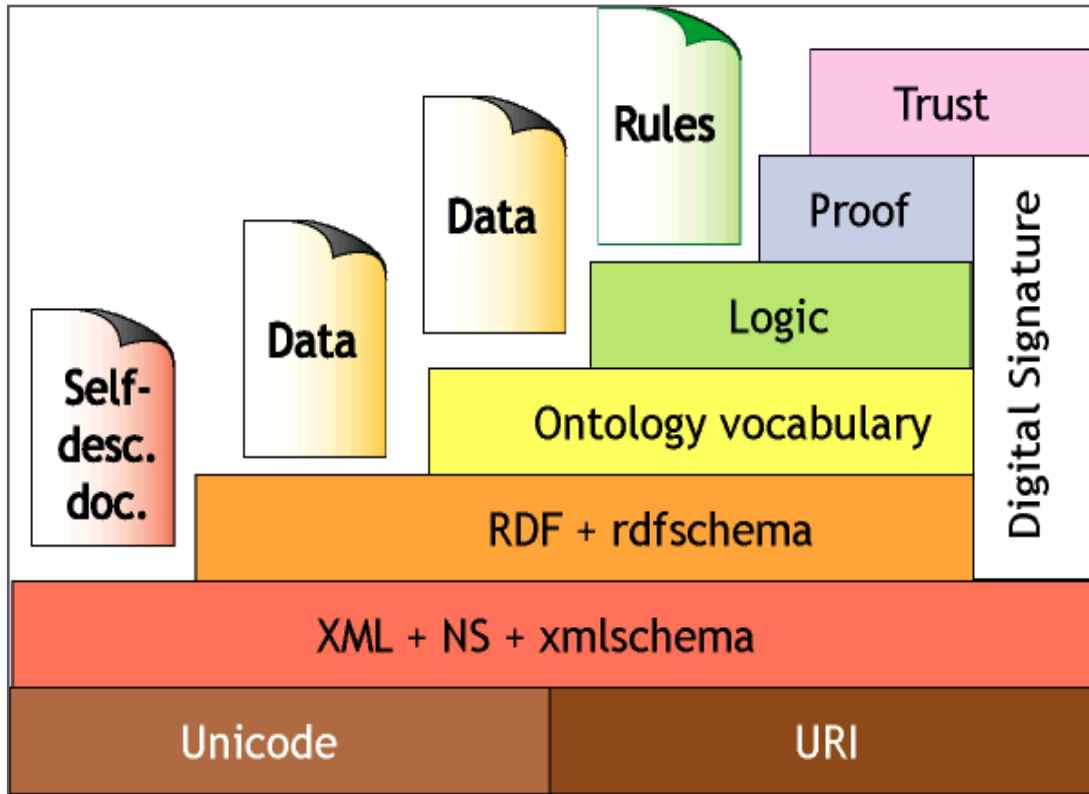 Rules
Trust
Data
Proof
Data
Logic
Self-
desc.
doc.
Ontology vocabulary
Digital Signature
RDF + rdfschema
XML + NS + xmlschema
Unicode
URI